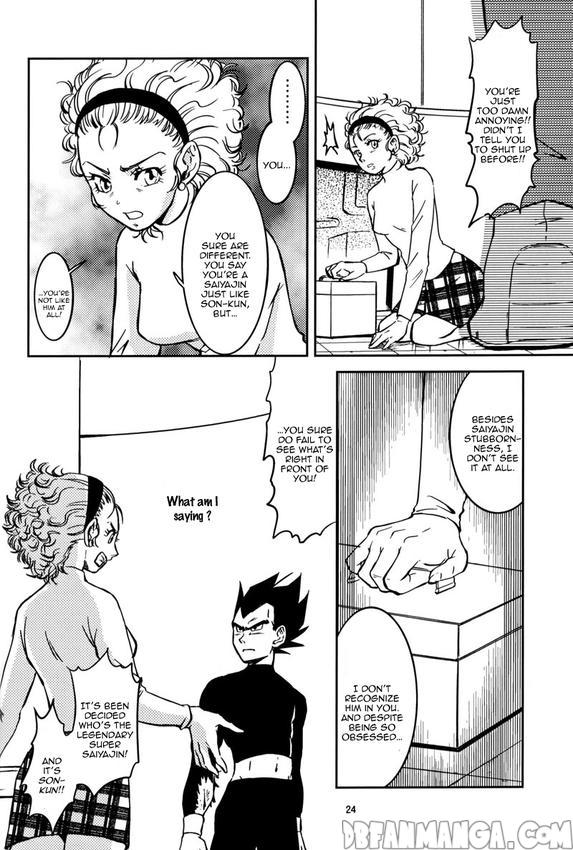 YOU'RE
JUST
TOO DAMN
ANNOYING!!
DIDN'T I
TELL YOU
TO SHUT UP
BEFORE!!
........
YOU...
YOU
SURE ARE
DIFFERENT.
YOU SAY
YOU'RE A
SAIYAJIN
JUST LIKE
SON-KUN,
BUT...
...YOU'RE
NOT LIKE
HIM AT
ALL!
BESIDES
SAIYAJIN
STUBBORN-
NESS, I
DON'T SEE
IT AT ALL.
I DON'T
RECOGNIZE
HIM IN YOU.
AND DESPITE
BEING SO
OBSESSED...
...YOU SURE
DO FAIL TO
SEE WHAT'S
RIGHT IN
FRONT OF
YOU!
What am I
saying ?
IT'S BEEN
DECIDED
WHO'S THE
LEGENDARY
SUPER
SAIYAJIN!
AND
IT'S
SON-
KUN!!
24
DBFANMANGA.COM